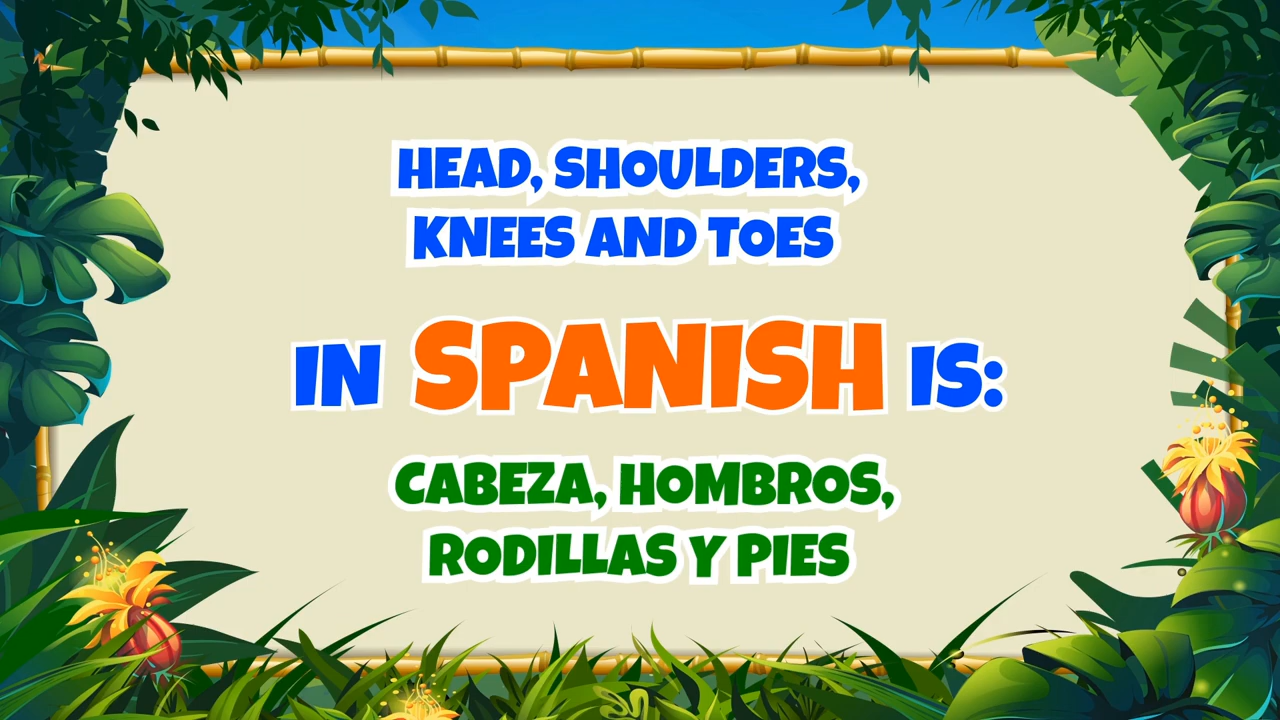 HEAD, SHOULDERS,
KNEES AND TOES
IN SPANISH IS:
CABEZA, HOMBROS,
RODILLAS Y PIES